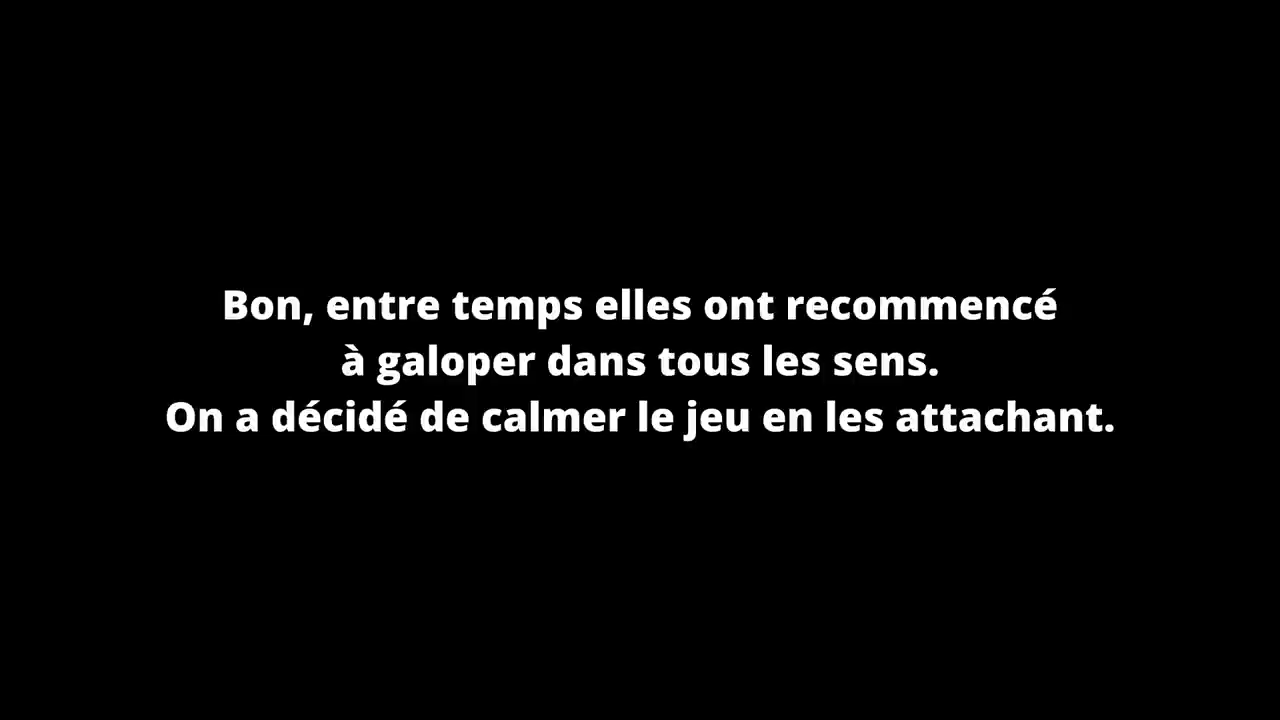 Bon, entre temps elles ont recommencé
à galoper dans tous les sens.
On a décidé de calmer le jeu en les attachant.